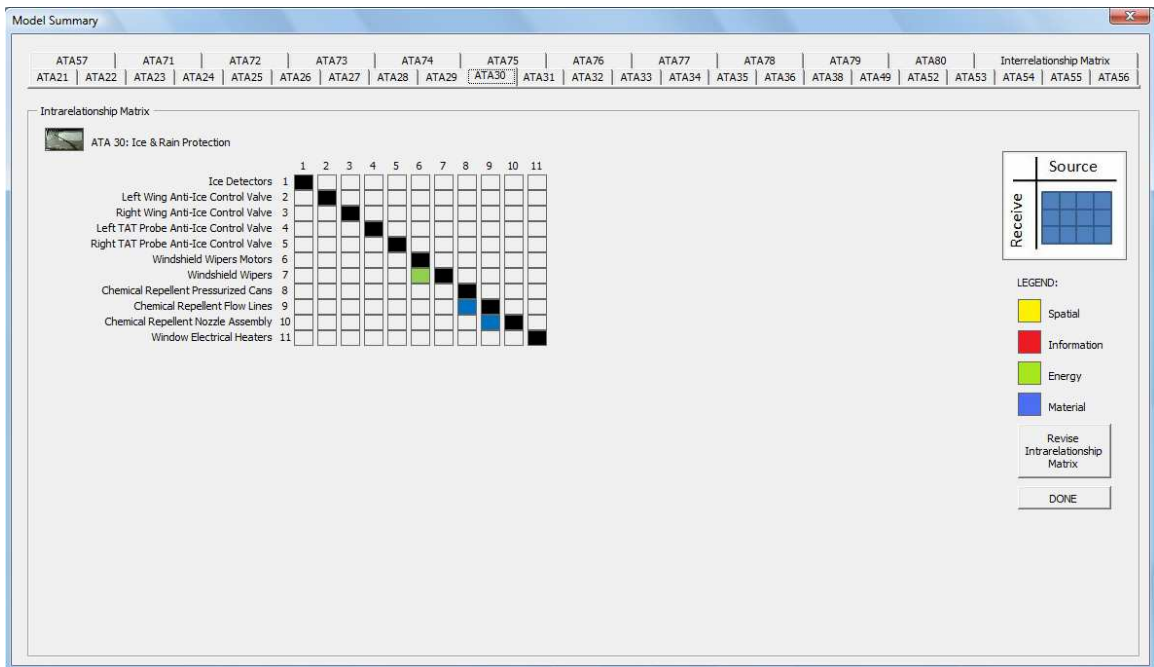 Model Summary
ATA57 ATA71 ATA72 ATA73 ATA74 ATA75 ATA76 ATA77 ATA78 ATA79 ATA80 Interrelationship Matrix
ATA21 ATA22 ATA23 ATA24 ATA25 ATA26 ATA27 ATA28 ATA29 ATA30 ATA31 ATA32 ATA33 ATA34 ATA35 ATA36 ATA38 ATA49 ATA52 ATA53 ATA54 ATA55 ATA56
Intrarelationship Matrix
ATA 30: Ice & Rain Protection
1 2 3 4 5 6 7 8 9 10 11
Ice Detectors 1
Left Wing Anti-Ice Control Valve 2
Right Wing Anti-Ice Control Valve 3
Left TAT Probe Anti-Ice Control Valve 4
Right TAT Probe Anti-Ice Control Valve 5
Windshield Wipers Motors 6
Windshield Wipers 7
Chemical Repellent Pressurized Cans 8
Chemical Repellent Flow Lines 9
Chemical Repellent Nozzle Assembly 10
Window Electrical Heaters 11
Source
Receive
LEGEND:
Spatial
Information
Energy
Material
Revise
Intrarelationship
Matrix
DONE